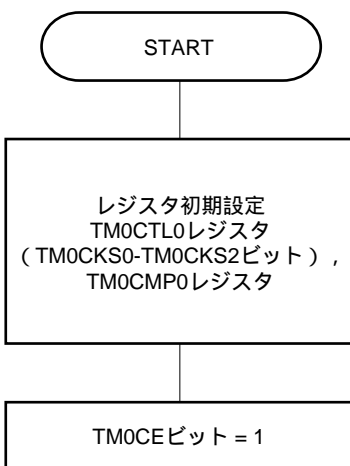 START
レジスタ初期設定
TM0CTL0レジスタ
（TM0CKS0-TM0CKS2ビット），
TM0CMP0レジスタ
TM0CEビット = 1